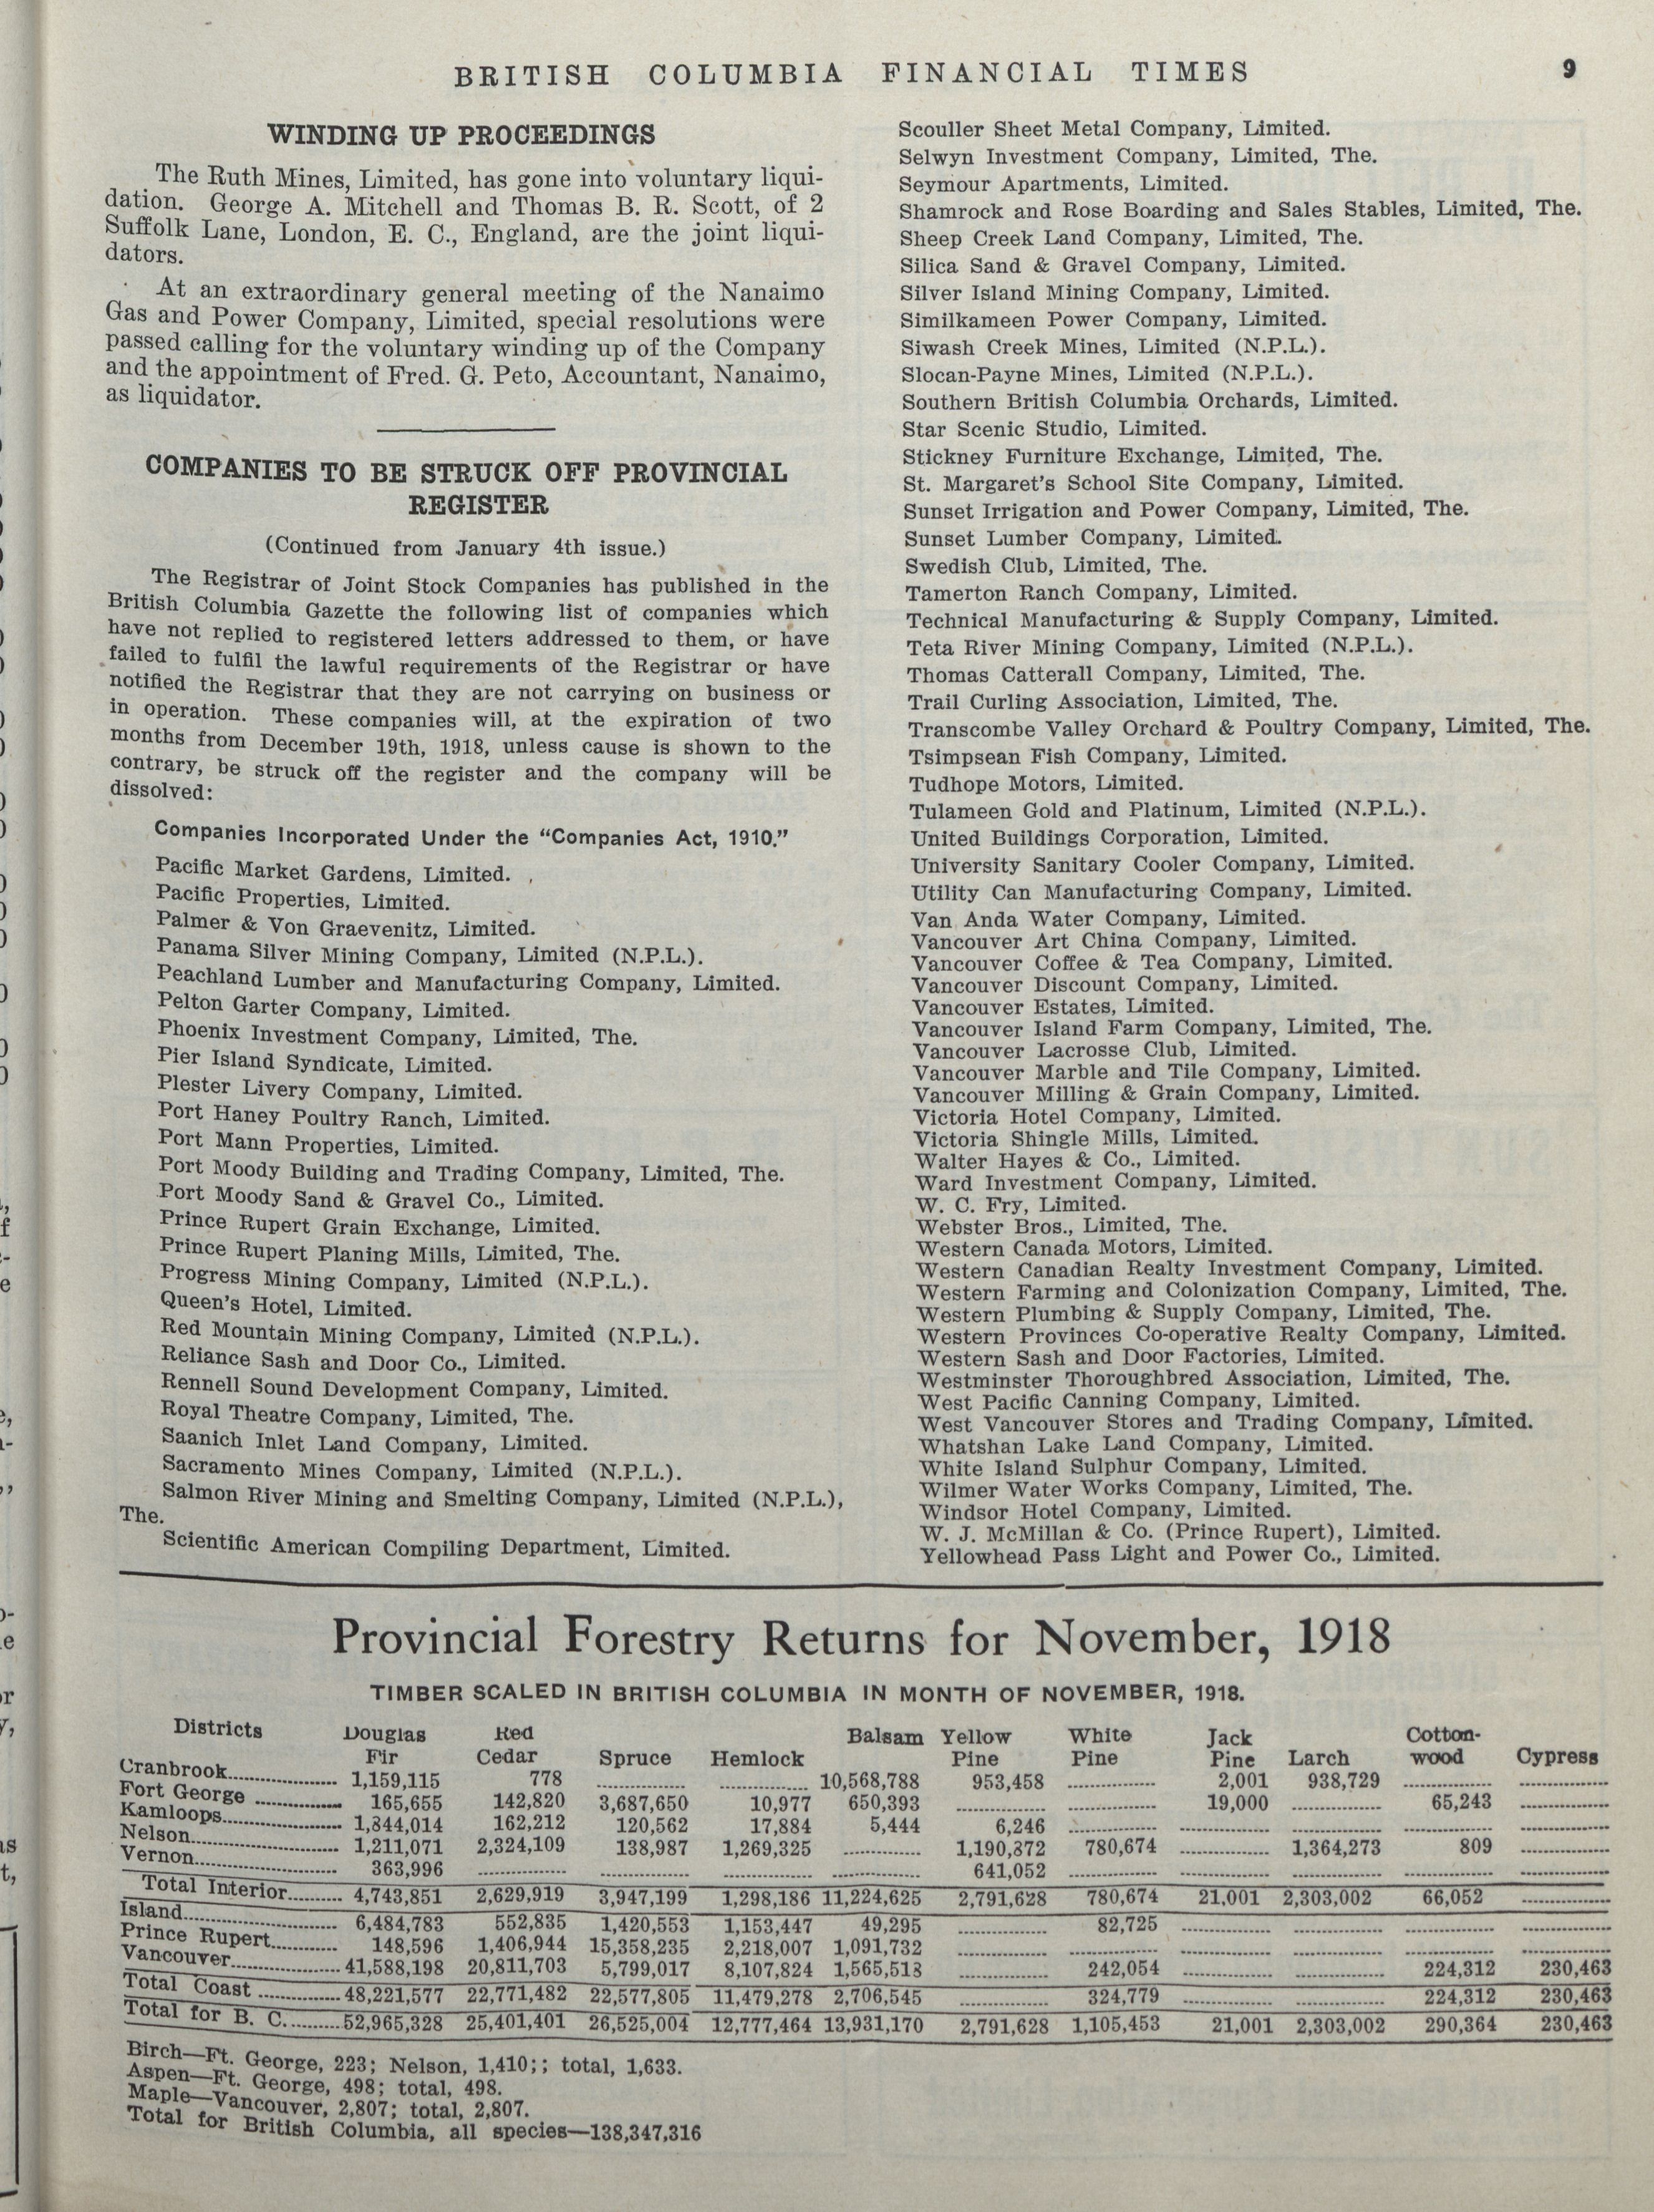 BRITISH COLUMBIA FINANCIAL TIMES 9
WINDING UP PROCEEDINGS
The Ruth Mines, Limited, has gone into voluntary liqui-
dation. George A. Mitchell and Thomas B. R. Scott, of 2
Suffolk Lane, London, E. C., England, are the joint liqui-
dators.
At an extraordinary general meeting of the Nanaimo
Gas and Power Company, Limited, special resolutions were
passed calling for the voluntary winding up of the Company
and the appointment of Fred. G. Peto, Accountant, Nanaimo,
as liquidator.
COMPANIES TO BE STRUCK OFF PROVINCIAL
REGISTER
(Continued from January 4th issue.)
The Registrar of Joint Stock Companies has published in the
British Columbia Gazette the following list of companies which
have not replied to registered letters addressed to them, or have
failed to fulfil the lawful requirements of the Registrar or have
notified the Registrar that they are not carrying on business or
in operation. These companies will, at the expiration of two
months from December 19th, 1918, unless cause is shown to the
contrary, be struck off the register and the company will be
dissolved:
Companies Incorporated Under the “Companies Act, 1910.”
Pacific Market Gardens, Limited.
Pacific Properties, Limited.
Palmer & Von Graevenitz, Limited.
Panama Silver Mining Company, Limited (N.P.L.).
Peachland Lumber and Manufacturing Company, Limited.
Pelton Garter Company, Limited.
Phoenix Investment Company, Limited, The.
Pier Island Syndicate, Limited.
Plester Livery Company, Limited.
Port Haney Poultry Ranch, Limited.
Port Mann Properties, Limited.
Port Moody Building and Trading Company, Limited, The.
Port Moody Sand & Gravel Co., Limited.
Prince Rupert Grain Exchange, Limited.
Prince Rupert Planing Mills, Limited, The.
Progress Mining Company, Limited (N.P.L.).
Queen's Hotel, Limited.
Red Mountain Mining Company, Limited (N.P.L.).
Reliance Sash and Door Co., Limited.
Rennell Sound Development Company, Limited.
Royal Theatre Company, Limited, The.
Saanich Inlet Land Company, Limited.
Sacramento Mines Company, Limited (N.P.L.).
Salmon River Mining and Smelting Company, Limited (N.P.L.),
The.
Scientific American Compiling Department, Limited.
Scouller Sheet Metal Company, Limited.
Selwyn Investment Company, Limited, The.
Seymour Apartments, Limited.
Shamrock and Rose Boarding and Sales Stables, Limited, The.
Sheep Creek Land Company, Limited, The.
Silica Sand & Gravel Company, Limited.
Silver Island Mining Company, Limited.
Similkameen Power Company, Limited.
Siwash Creek Mines, Limited (N.P.L.).
Slocan-Payne Mines, Limited (N.P.L.).
Southern British Columbia Orchards, Limited.
Star Scenic Studio, Limited.
Stickney Furniture Exchange, Limited, The.
St. Margaret's School Site Company, Limited.
Sunset Irrigation and Power Company, Limited, The.
Sunset Lumber Company, Limited.
Swedish Club, Limited, The.
Tamerton Ranch Company, Limited.
Technical Manufacturing & Supply Company, Limited.
Teta River Mining Company, Limited (N.P.L.).
Thomas Catterall Company, Limited, The.
Trail Curling Association, Limited, The.
Transcombe Valley Orchard & Poultry Company, Limited, The.
Tsimpsean Fish Company, Limited.
Tudhope Motors, Limited.
Tulameen Gold and Platinum, Limited (N.P.L.).
United Buildings Corporation, Limited.
University Sanitary Cooler Company, Limited.
Utility Can Manufacturing Company, Limited.
Van Anda Water Company, Limited.
Vancouver Art China Company, Limited.
Vancouver Coffee & Tea Company, Limited.
Vancouver Discount Company, Limited.
Vancouver Estates, Limited.
Vancouver Island Farm Company, Limited, The.
Vancouver Lacrosse Club, Limited.
Vancouver Marble and Tile Company, Limited.
Vancouver Milling & Grain Company, Limited.
Victoria Hotel Company, Limited.
Victoria Shingle Mills, Limited.
Walter Hayes & Co., Limited.
Ward Investment Company, Limited.
W. C. Fry, Limited.
Webster Bros., Limited, The.
Western Canada Motors, Limited.
Western Canadian Realty Investment Company, Limited.
Western Farming and Colonization Company, Limited, The.
Western Plumbing & Supply Company, Limited, The.
Western Provinces Co-operative Realty Company, Limited.
Western Sash and Door Factories, Limited.
Westminster Thoroughbred Association, Limited, The.
West Pacific Canning Company, Limited.
West Vancouver Stores and Trading Company, Limited.
Whatshan Lake Land Company, Limited.
White Island Sulphur Company, Limited.
Wilmer Water Works Company, Limited, The.
Windsor Hotel Company, Limited.
W. J. McMillan & Co. (Prince Rupert), Limited.
Yellowhead Pass Light and Power Co., Limited.
Provincial Forestry Returns for November, 1918
TIMBER SCALED IN BRITISH COLUMBIA IN MONTH OF NOVEMBER, 1918.
Districts Douglas Red Balsam Yellow White Jack Cotton-
Fir Cedar Spruce Hemlock Pine Pine Pine Larch wood Cypress
Cranbrook 1,159,115 778 10,568,788 953,458 2,001 938,729
Fort George 165,655 142,820 3,687,650 10,977 650,393 19,000 65,243
Kamloops 1,844,014 162,212 120,562 17,884 5,444 6,246
Nelson 1,211,071 2,324,109 138,987 1,269,325 1,190,872 780,674 1,364,273 809
Vernon 363,996 641,052
Total Interior 4,743,851 2,629,919 3,947,199 1,298,186 11,224,625 2,791,628 780,674 21,001 2,303,002 66,052
Island 6,484,783 552,835 1,420,553 1,153,447 49,295 82,725
Prince Rupert 148,596 1,406,944 15,358,235 2,218,007 1,091,732
Vancouver 41,588,198 20,811,703 5,799,017 8,107,824 1,565,513 242,054 224,312 230,463
Total Coast 48,221,577 22,771,482 22,577,805 11,479,278 2,706,545 324,779 224,312 230,463
Total for B. C. 52,965,328 25,401,401 26,525,004 12,777,464 13,931,170 2,791,628 1,105,453 21,001 2,303,002 290,364 230,463
Birch—Ft. George, 223; Nelson, 1,410;; total, 1,633.
Aspen—Ft. George, 498; total, 498.
Maple—Vancouver, 2,807; total, 2,807.
Total for British Columbia, all species—138,347,316